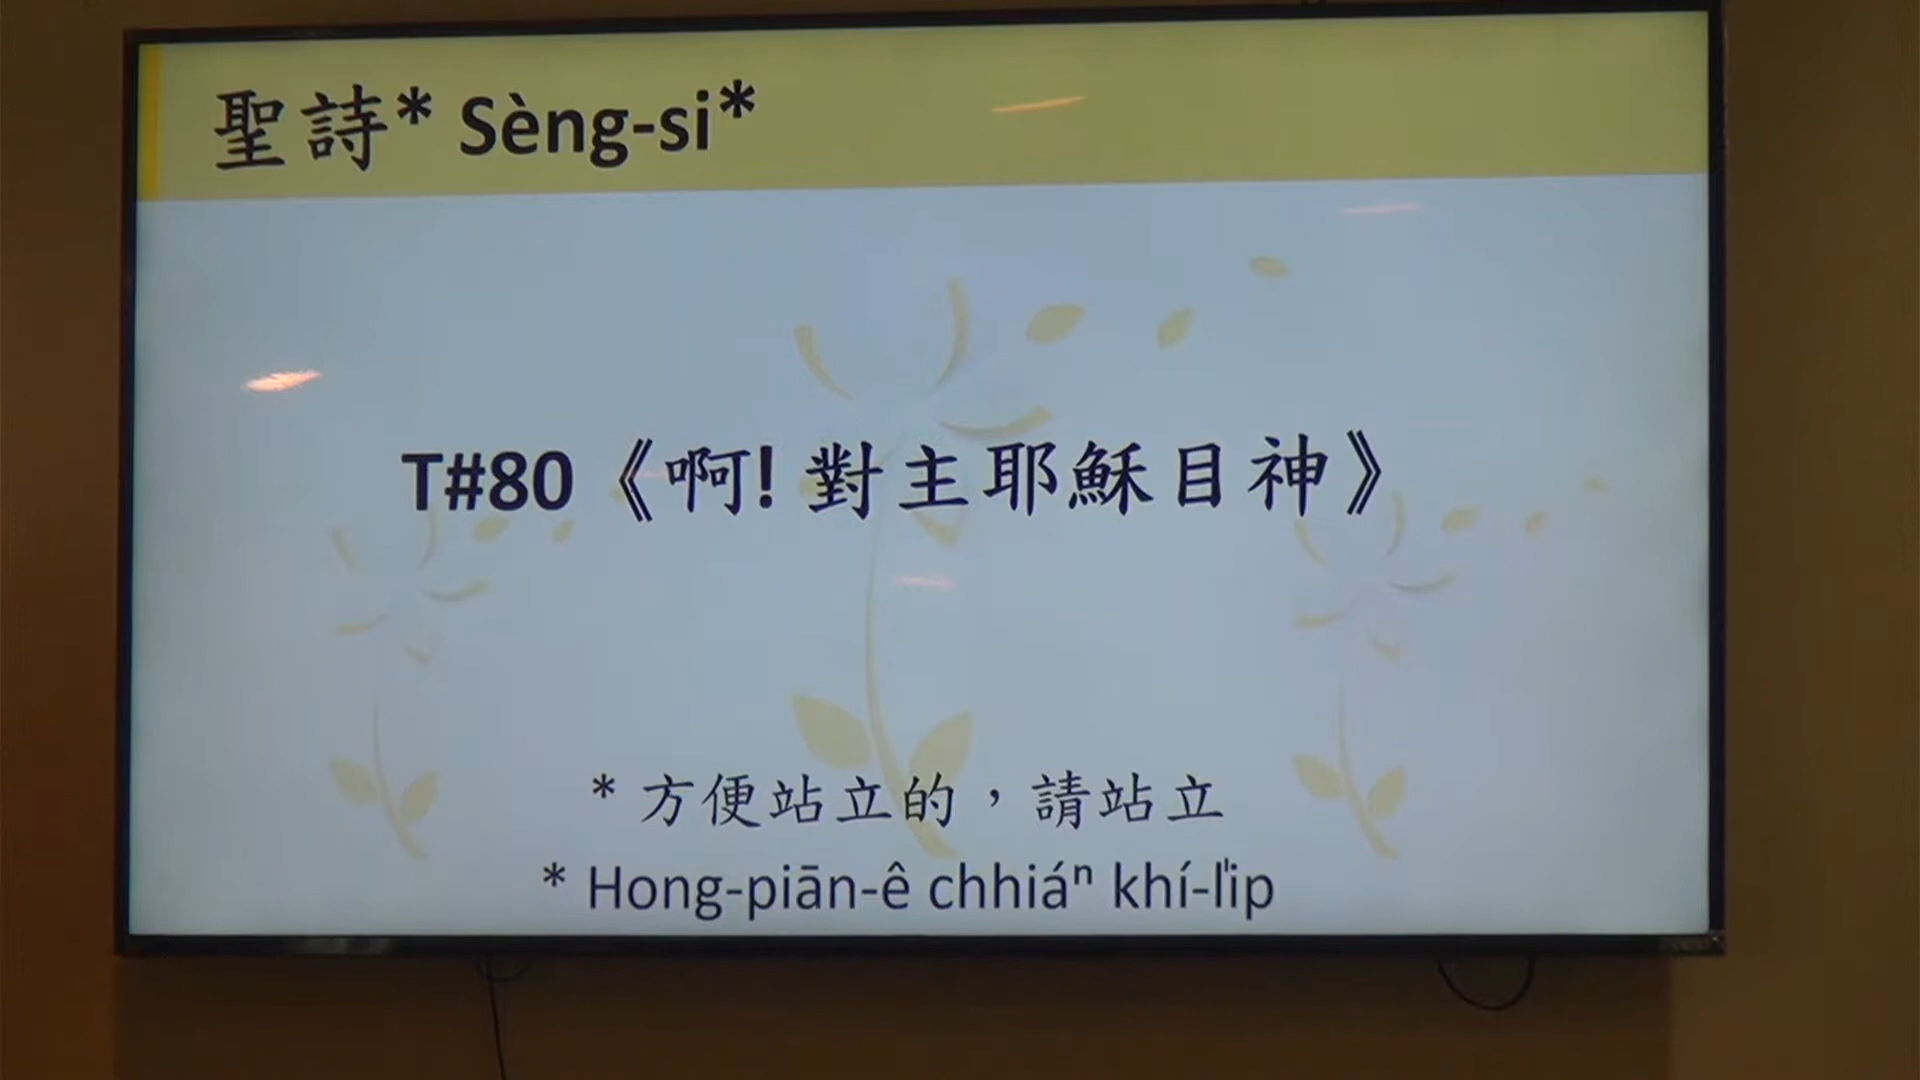 聖詩* Sèng-si*
T#80《啊! 對主耶穌目神》
* 方便站立的，請站立
* Hong-piān-ê chhiáⁿ khí-li̍p